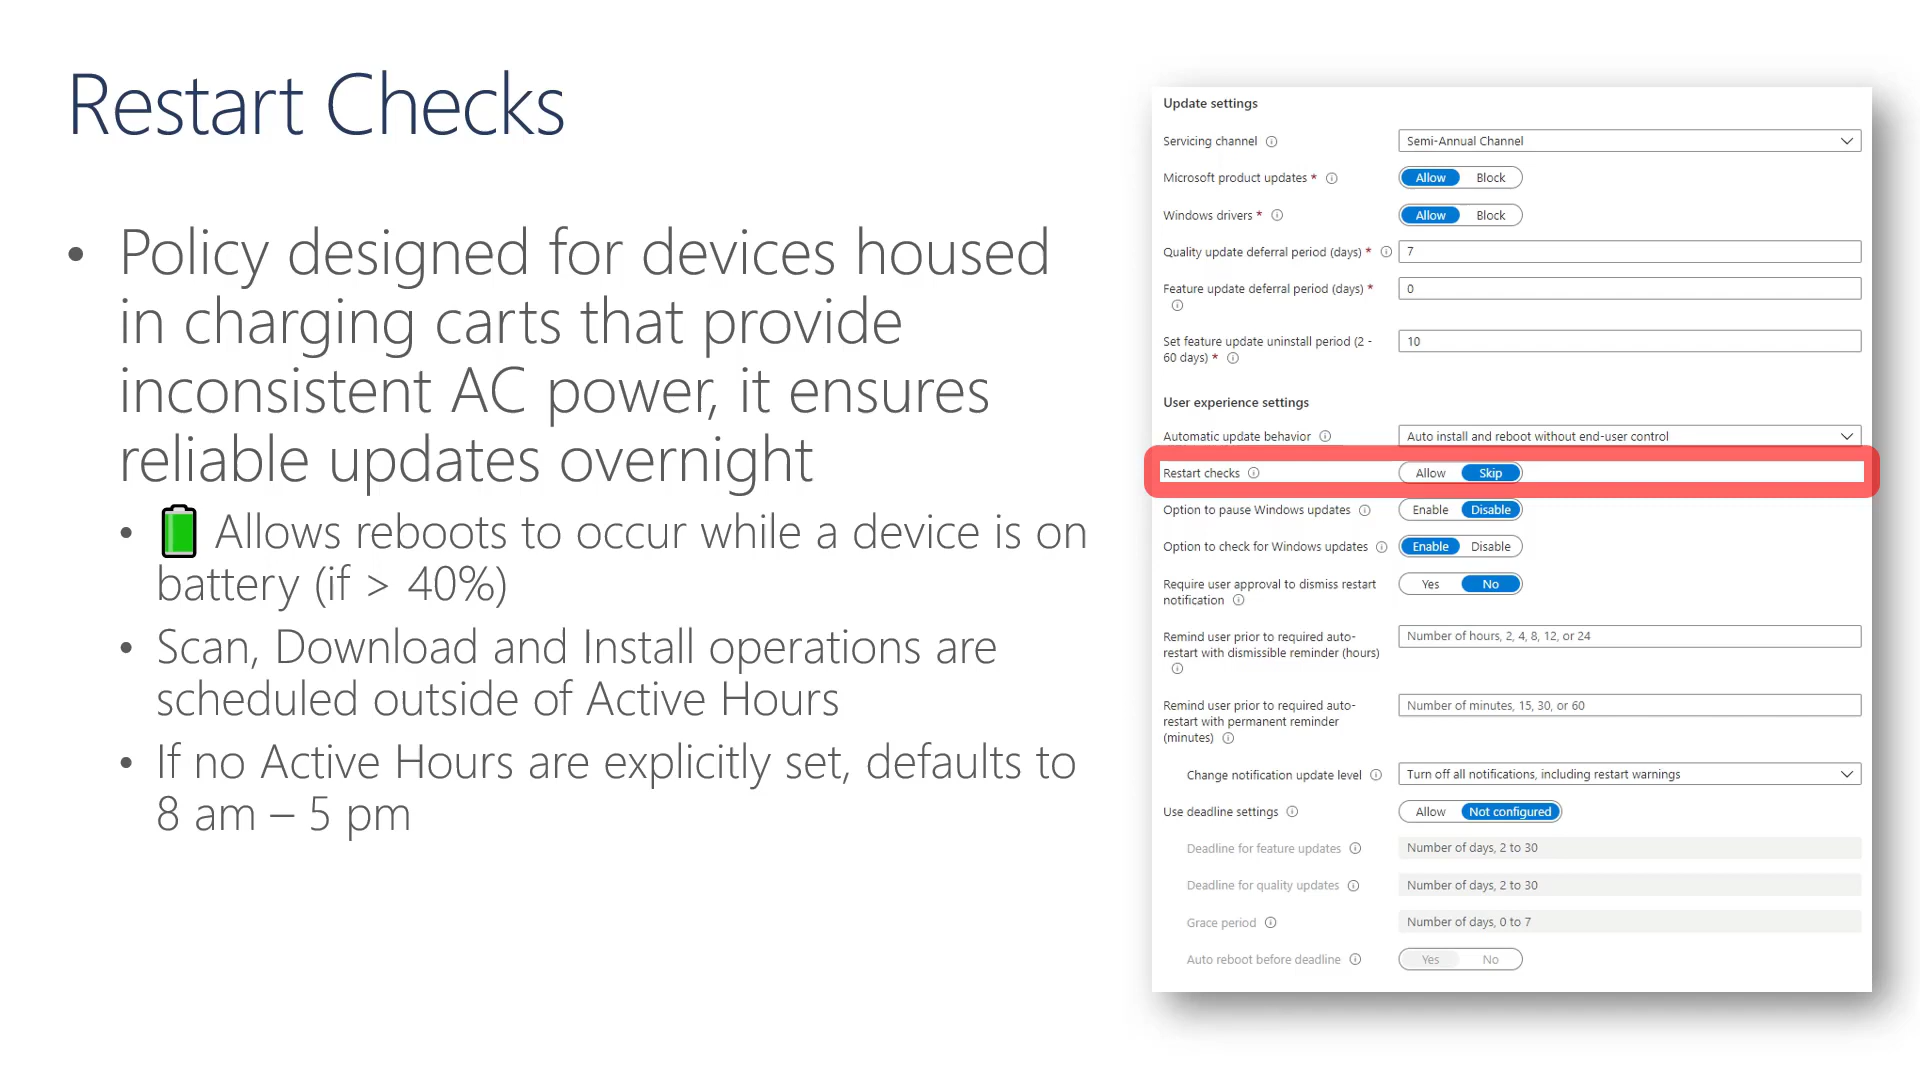 Restart Checks
• Policy designed for devices housed
in charging carts that provide
inconsistent AC power, it ensures
reliable updates overnight
• Allows reboots to occur while a device is on
battery (if > 40%)
• Scan, Download and Install operations are
scheduled outside of Active Hours
• If no Active Hours are explicitly set, defaults to
8 am – 5 pm
Update settings
Servicing channel Semi-Annual Channel
Microsoft product updates * Allow Block
Windows drivers * Allow Block
Quality update deferral period (days) * 7
Feature update deferral period (days) * 0
Set feature update uninstall period (2 - 10
60 days) *
User experience settings
Automatic update behavior Auto install and reboot without end-user control
Restart checks Allow Skip
Option to pause Windows updates Enable Disable
Option to check for Windows updates Enable Disable
Require user approval to dismiss restart Yes No
notification
Remind user prior to required auto- Number of hours, 2, 4, 8, 12, or 24
restart with dismissible reminder (hours)
Remind user prior to required auto- Number of minutes, 15, 30, or 60
restart with permanent reminder
(minutes)
Change notification update level Turn off all notifications, including restart warnings
Use deadline settings Allow Not configured
Deadline for feature updates Number of days, 2 to 30
Deadline for quality updates Number of days, 2 to 30
Grace period Number of days, 0 to 7
Auto reboot before deadline Yes No